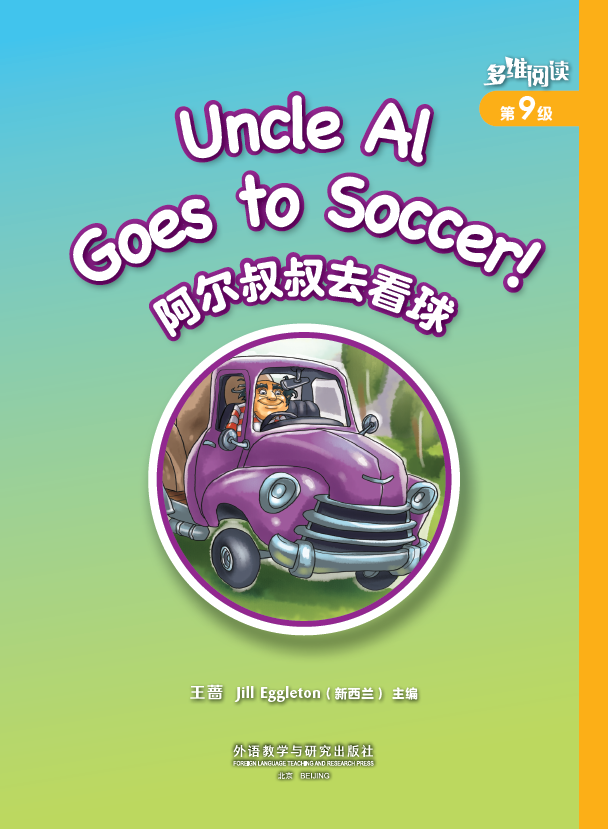 多维阅读
第9级
Uncle Al
Goes to Soccer!
阿尔叔叔去看球
王蔷 Jill Eggleton（新西兰） 主编
外语教学与研究出版社
FOREIGN LANGUAGE TEACHING AND RESEARCH PRESS
北京 BEIJING